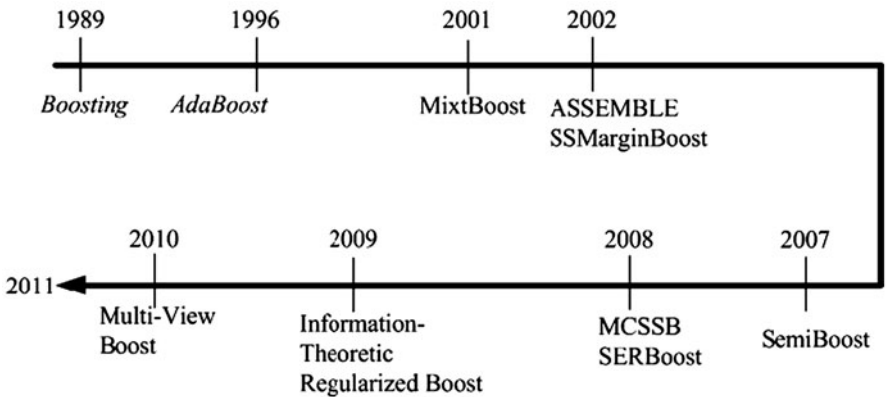 1989 1996 2001 2002
Boosting AdaBoost MixtBoost ASSEMBLE
SSMarginBoost
2010 2009 2008 2007
2011
Multi-View
Boost
Information-
Theoretic
Regularized Boost
MCSSB
SERBoost
SemiBoost